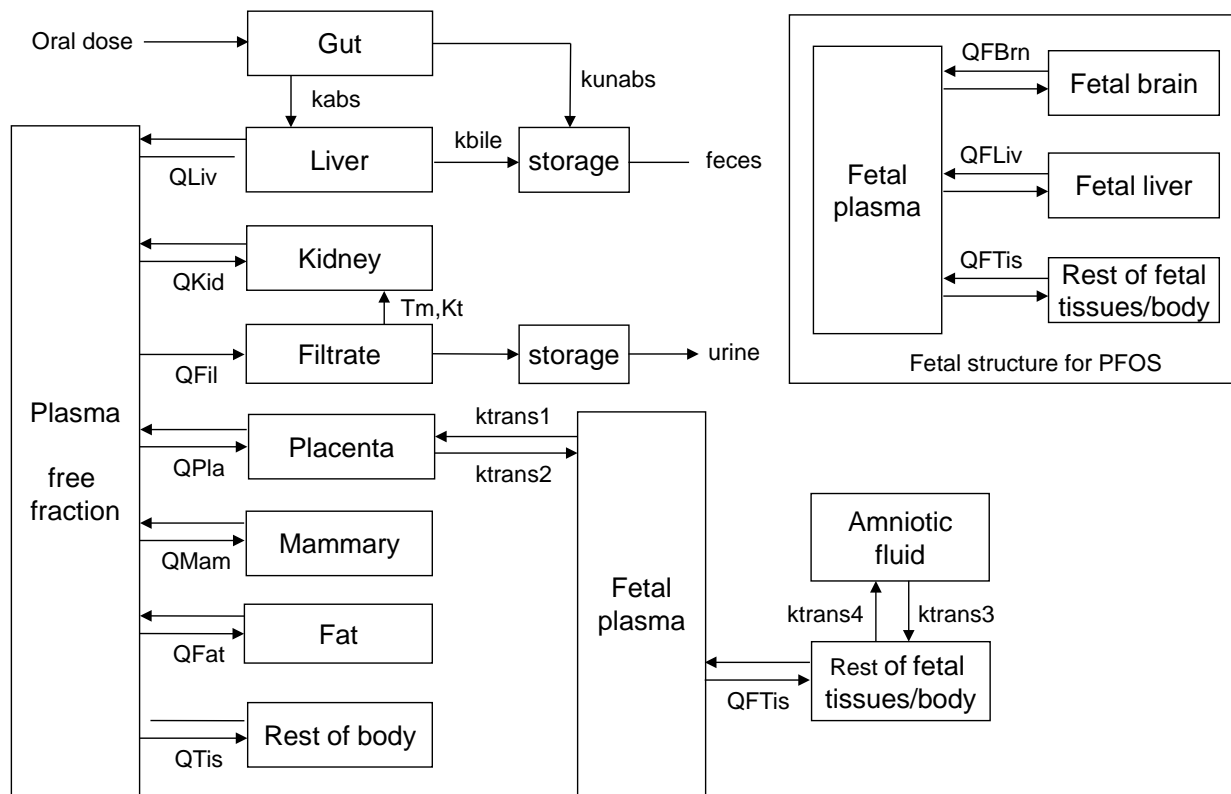 Oral dose
Gut
kabs
kunabs
Liver
QLiv
kbile
storage
feces
Kidney
QKid
Tm,Kt
Filtrate
QFil
storage
urine
Plasma
free
fraction
Placenta
QPla
ktrans1
ktrans2
Mammary
QMam
Fat
QFat
Rest of body
QTis
Fetal
plasma
Amniotic
fluid
ktrans4
ktrans3
Rest of fetal
tissues/body
QFTis
Fetal
plasma
QFBrn
Fetal brain
QFLiv
Fetal liver
QFTis
Rest of fetal
tissues/body
Fetal structure for PFOS